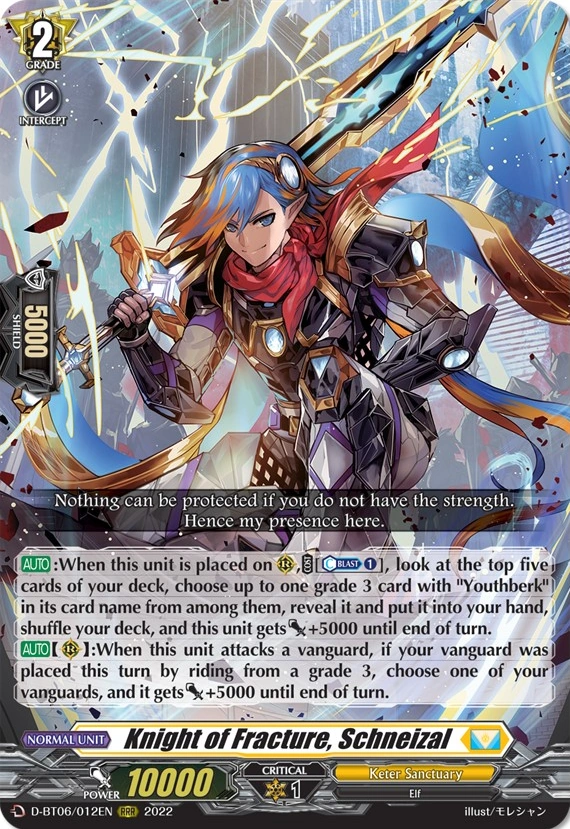 2
GRADE
INTERCEPT
5000
SHIELD
Nothing can be protected if you do not have the strength.
Hence my presence here.
AUTO:When this unit is placed on R, COST[C BLAST 1], look at the top five
cards of your deck, choose up to one grade 3 card with "Youthberk"
in its card name from among them, reveal it and put it into your hand,
shuffle your deck, and this unit gets +5000 until end of turn.
AUTO【R】:When this unit attacks a vanguard, if your vanguard was
placed this turn by riding from a grade 3, choose one of your
vanguards, and it gets +5000 until end of turn.
NORMAL UNIT
Knight of Fracture, Schneizal
POWER 10000
CRITICAL
1
Keter Sanctuary
Elf
D D-BT06/012EN RRR 2022
illust/モレシャン